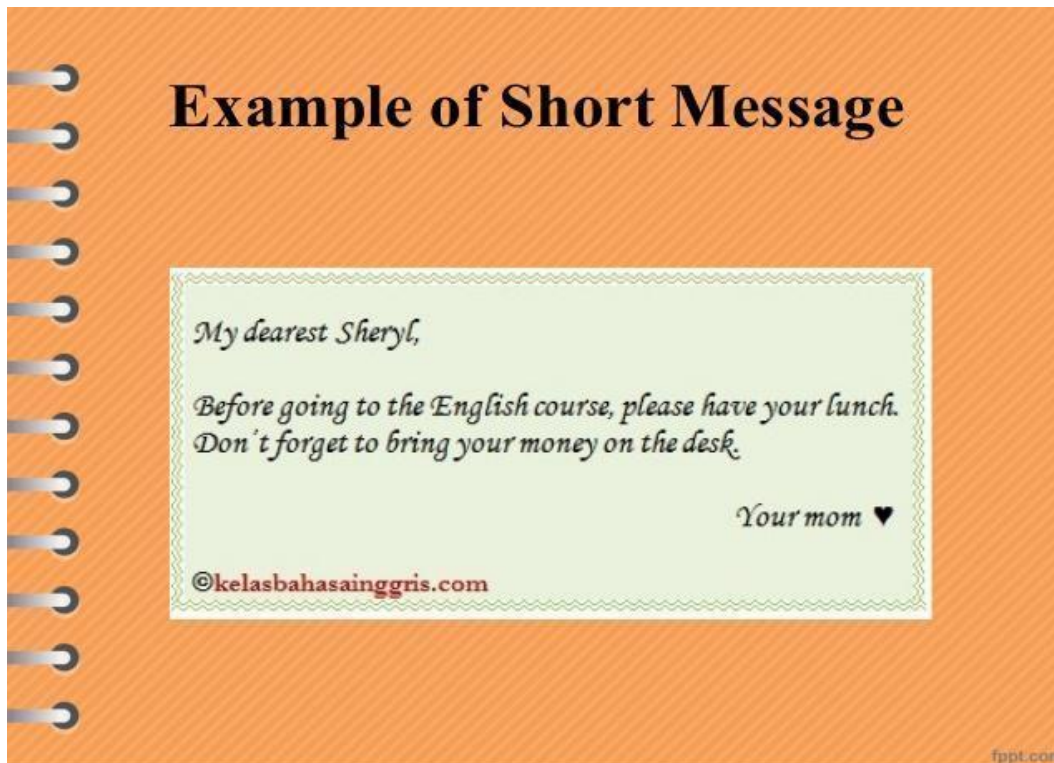 Example of Short Message
My dearest Sheryl,
Before going to the English course, please have your lunch.
Don´t forget to bring your money on the desk.
Your mom ♥
©kelasbahasainggris.com
fppt.com